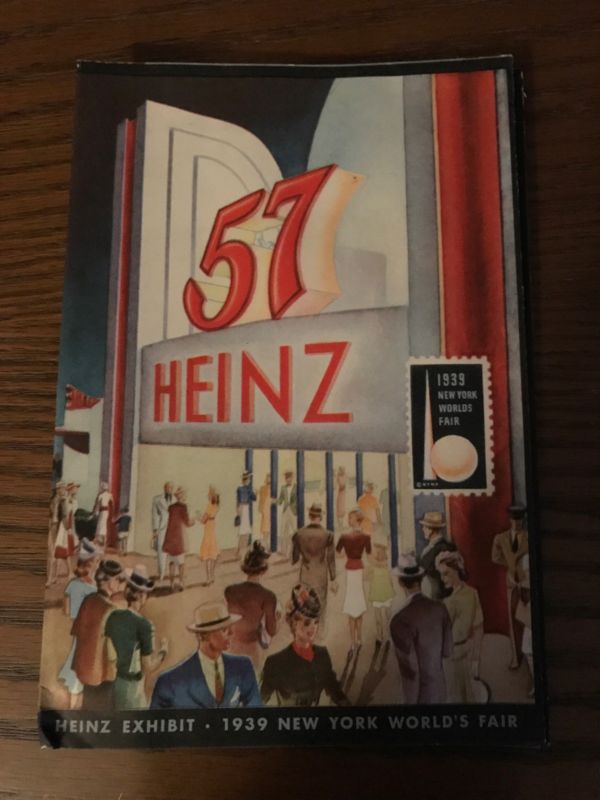 57
HEINZ
1939
NEW YORK
WORLDS
FAIR
HEINZ EXHIBIT · 1939 NEW YORK WORLD'S FAIR